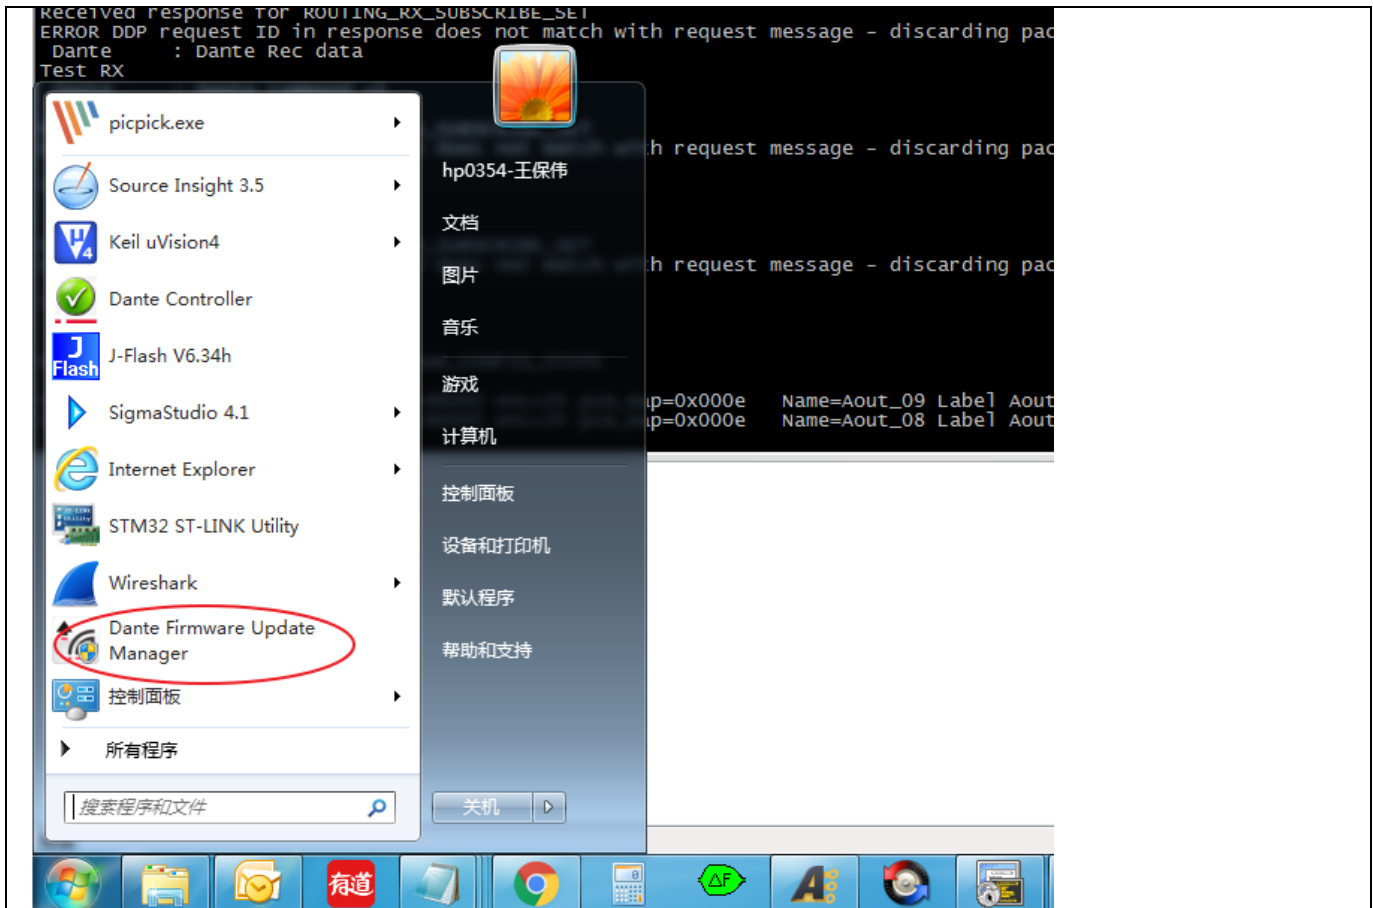 Received response for ROUTING_RX_SUBSCRIBE_SET
ERROR DDP request ID in response does not match with request message - discarding pac
Dante : Dante Rec data
Test RX
h request message - discarding pac
h request message - discarding pac
ap=0x000e Name=Aout_09 Label Aout
ap=0x000e Name=Aout_08 Label Aout
picpick.exe
Source Insight 3.5
Keil uVision4
Dante Controller
J-Flash V6.34h
SigmaStudio 4.1
Internet Explorer
STM32 ST-LINK Utility
Wireshark
Dante Firmware Update
Manager
控制面板
所有程序
搜索程序和文件
hp0354-王保伟
文档
图片
音乐
游戏
计算机
控制面板
设备和打印机
默认程序
帮助和支持
关机
J
Flash
μ
V4
有道
ΔF